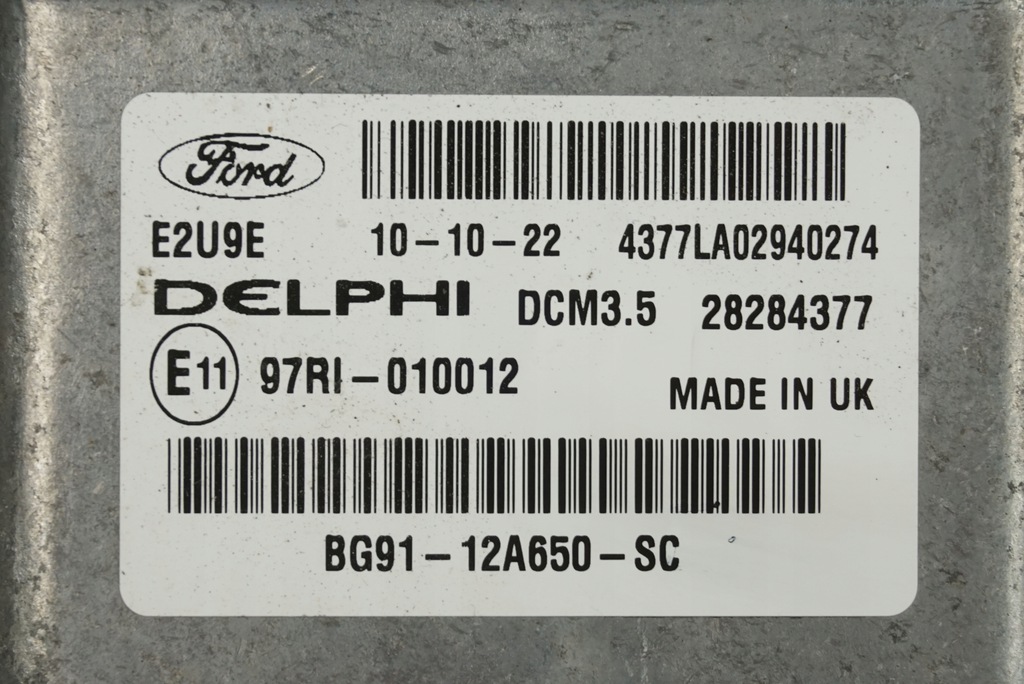 Ford
E2U9E 10-10-22 4377LA02940274
DELPHI DCM3.5 28284377
E11 97RI-010012
MADE IN UK
BG91-12A650-SC